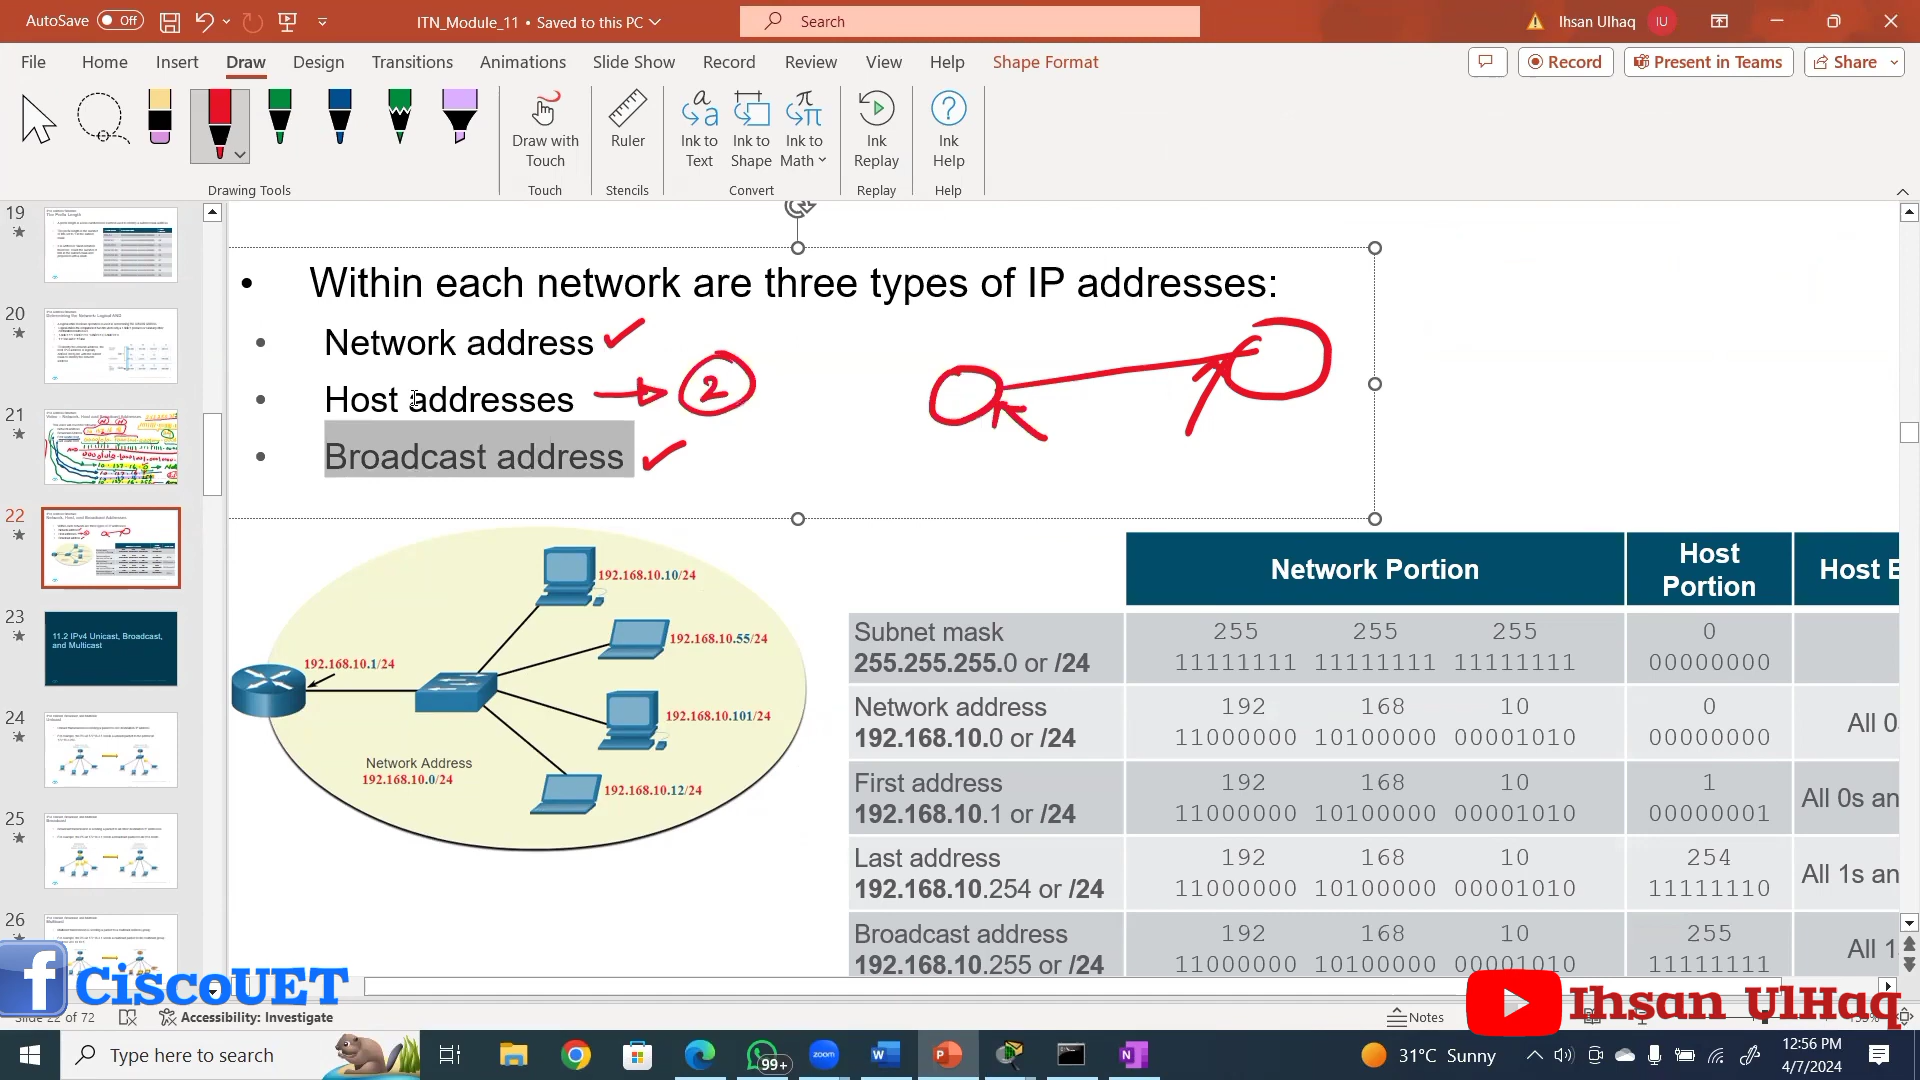 AutoSave Off
ITN_Module_11 • Saved to this PC
Search
Ihsan Ulhaq IU
File Home Insert Draw Design Transitions Animations Slide Show Record Review View Help Shape Format
Record Present in Teams Share
Draw with Touch
Ruler
Ink to Text
Ink to Shape
Ink to Math
Ink Replay
Ink Help
Drawing Tools Touch Stencils Convert Replay Help
19
20
21
22
23
11.2 IPv4 Unicast, Broadcast, and Multicast
24
25
26
• Within each network are three types of IP addresses:
• Network address
• Host addresses 2
• Broadcast address
192.168.10.10/24
192.168.10.55/24
192.168.10.1/24
192.168.10.101/24
Network Address
192.168.10.0/24
192.168.10.12/24
Network Portion Host Portion Host B
Subnet mask 255 255 255 0
255.255.255.0 or /24 11111111 11111111 11111111 00000000
Network address 192 168 10 0
192.168.10.0 or /24 11000000 10100000 00001010 00000000 All 0
First address 192 168 10 1
192.168.10.1 or /24 11000000 10100000 00001010 00000001 All 0s an
Last address 192 168 10 254
192.168.10.254 or /24 11000000 10100000 00001010 11111110 All 1s an
Broadcast address 192 168 10 255
192.168.10.255 or /24 11000000 10100000 00001010 11111111 All 1
CiscoUET
Ihsan UlHaq
Slide 22 of 72 Accessibility: Investigate Notes
Type here to search
99+
zoom
31°C Sunny
12:56 PM
4/7/2024